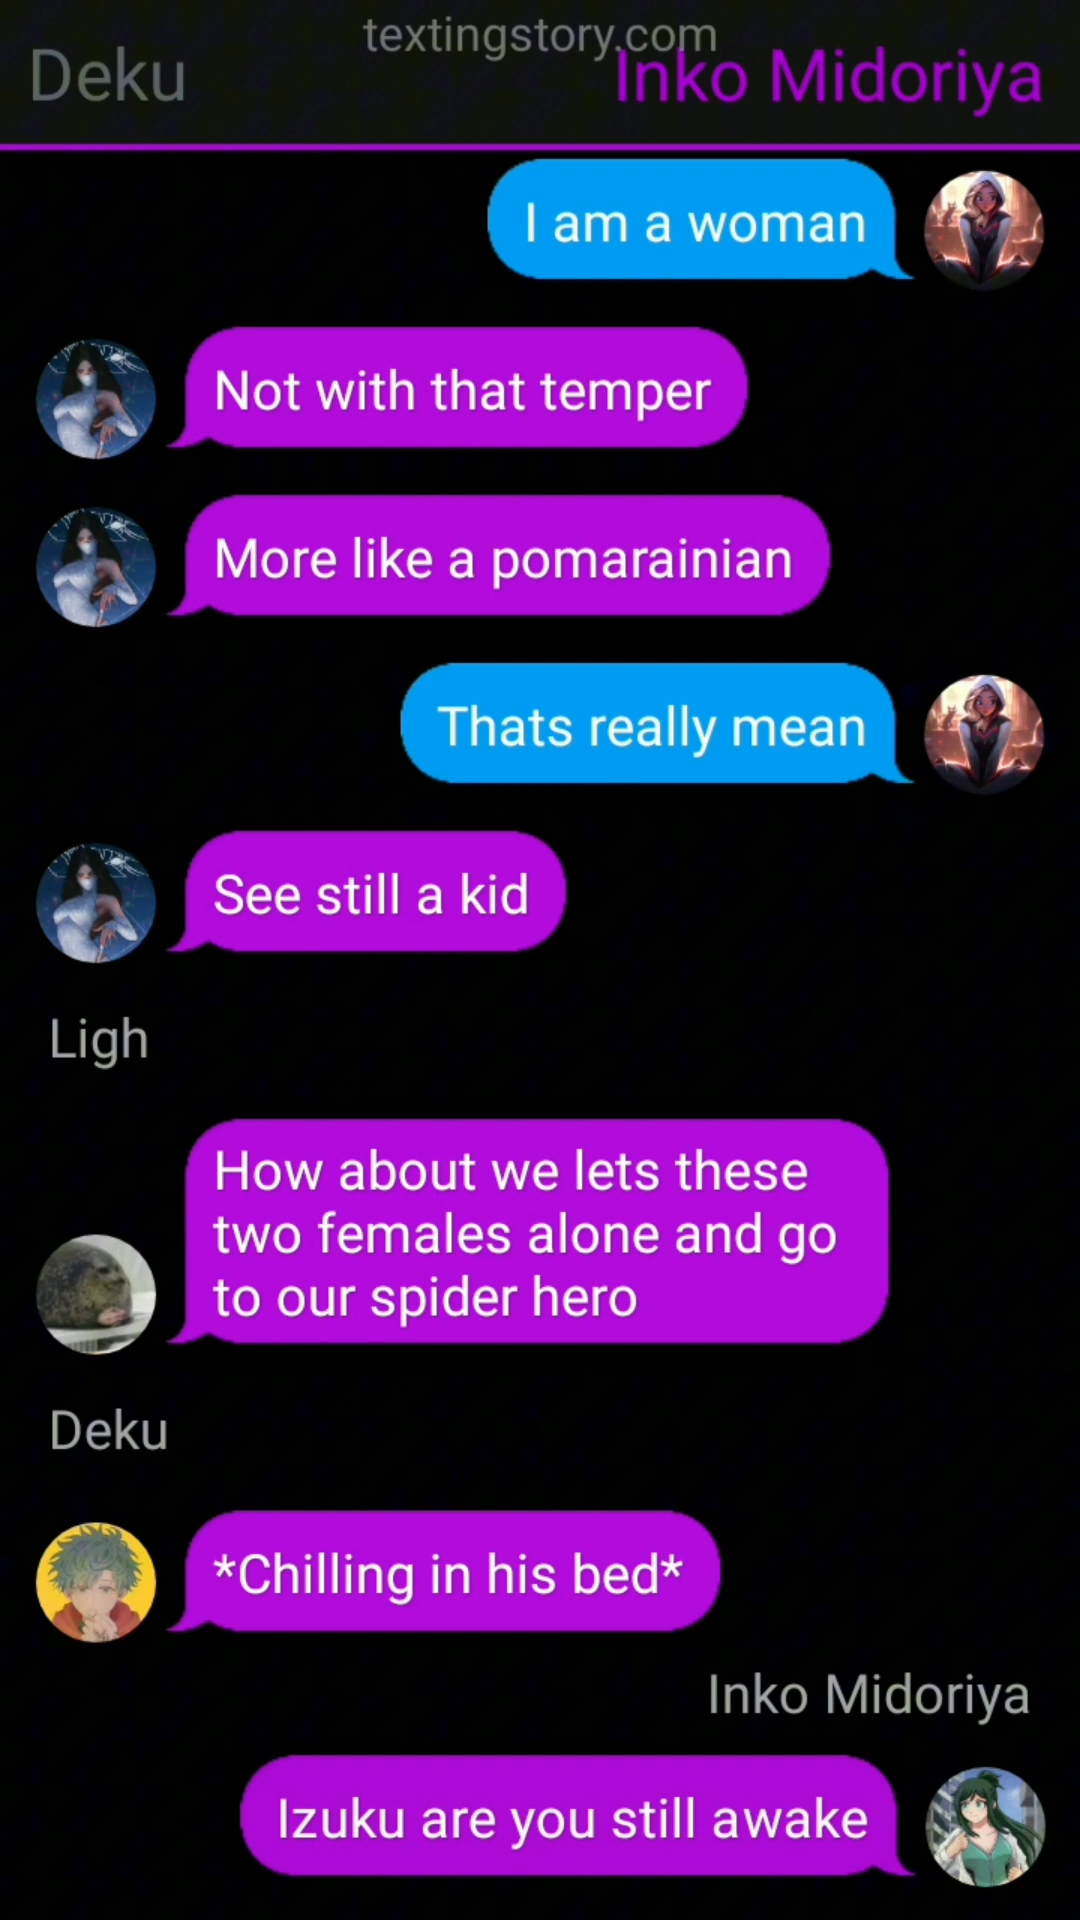 textingstory.com
Deku
Inko Midoriya
I am a woman
Not with that temper
More like a pomarainian
Thats really mean
See still a kid
Ligh
How about we lets these
two females alone and go
to our spider hero
Deku
*Chilling in his bed*
Inko Midoriya
Izuku are you still awake